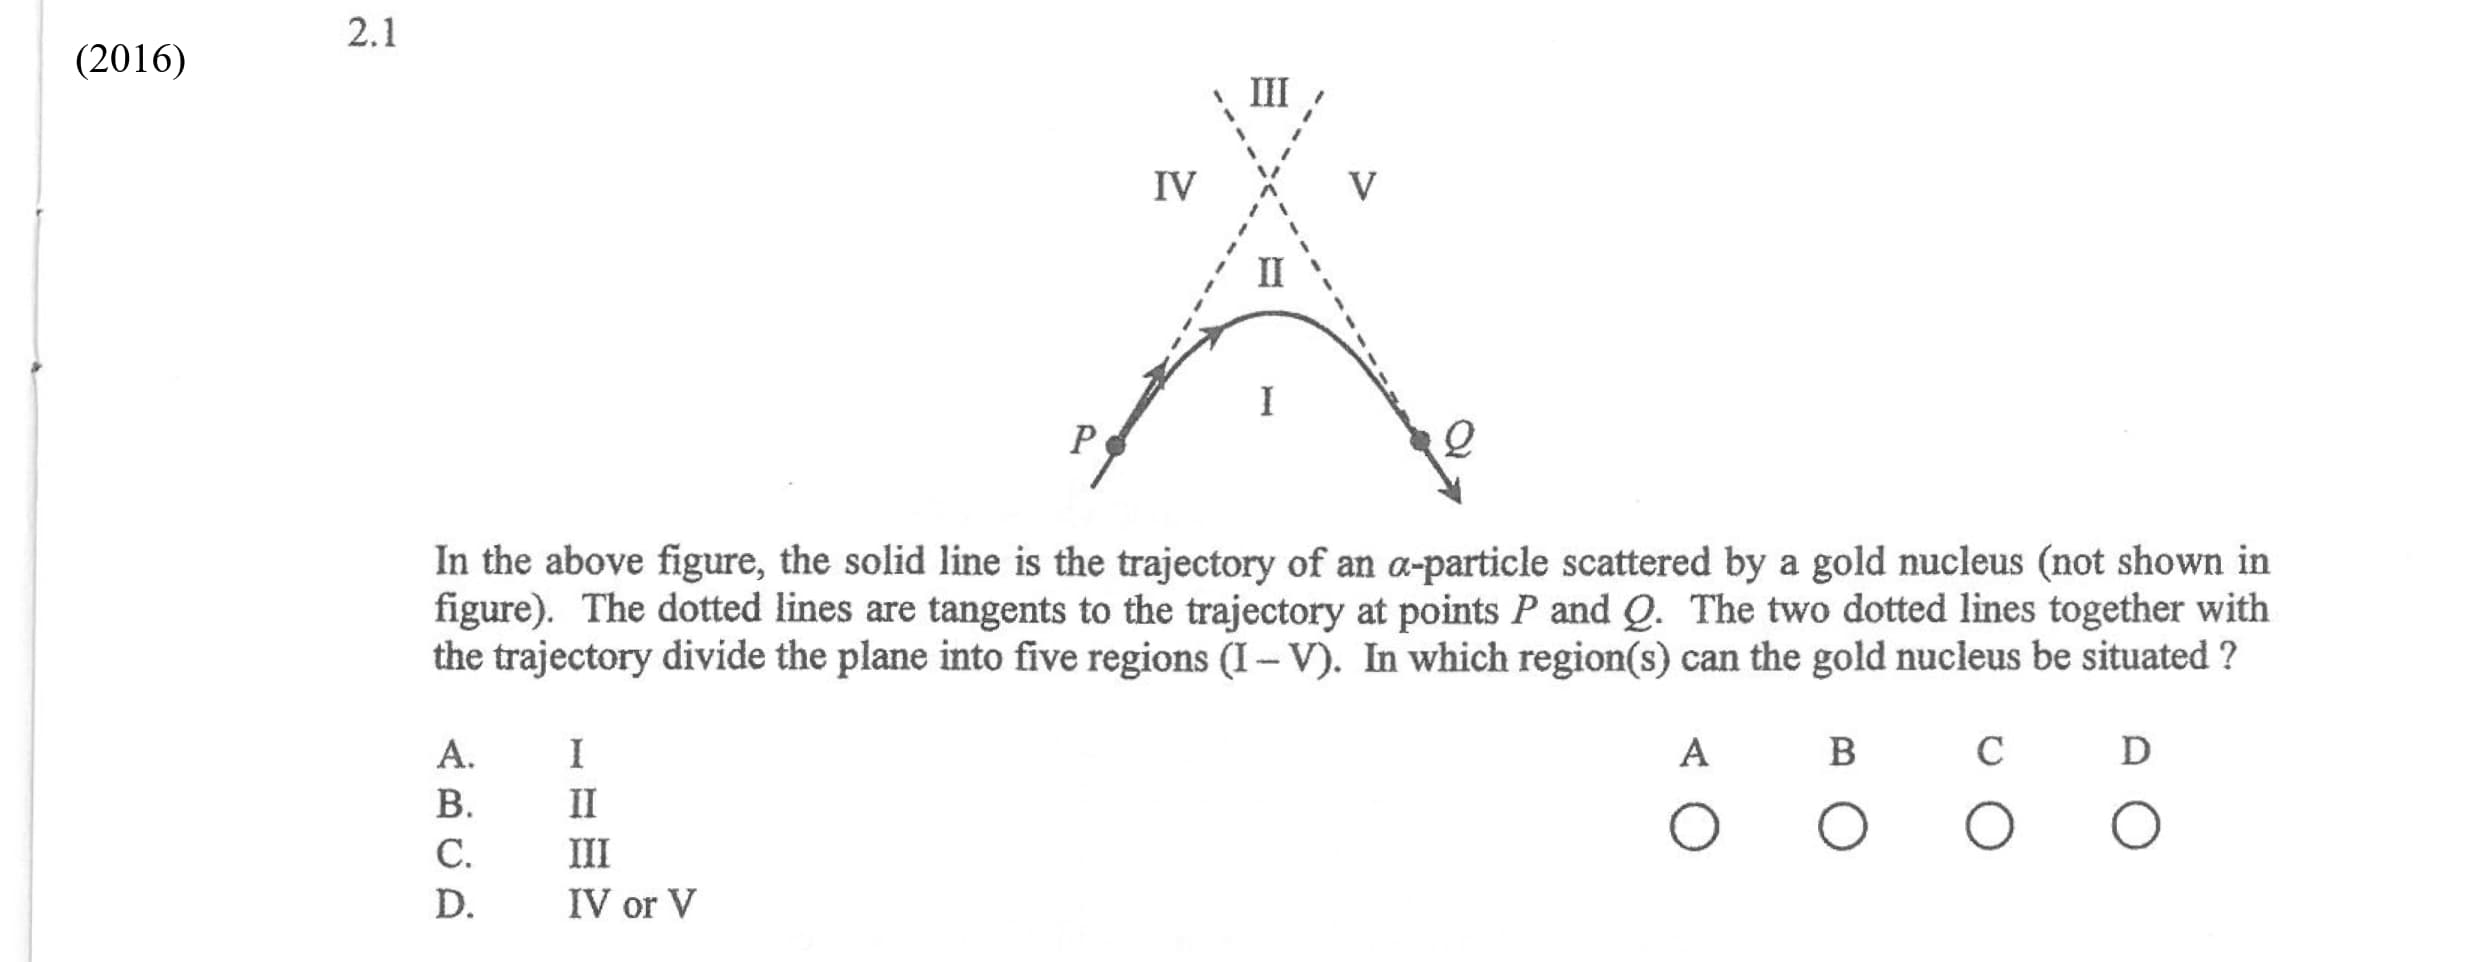 2.1
(2016)
III
IV
V
II
I
P
Q
In the above figure, the solid line is the trajectory of an α-particle scattered by a gold nucleus (not shown in
figure). The dotted lines are tangents to the trajectory at points P and Q. The two dotted lines together with
the trajectory divide the plane into five regions (I – V). In which region(s) can the gold nucleus be situated ?
A. I
A B C D
B. II
C. III
D. IV or V